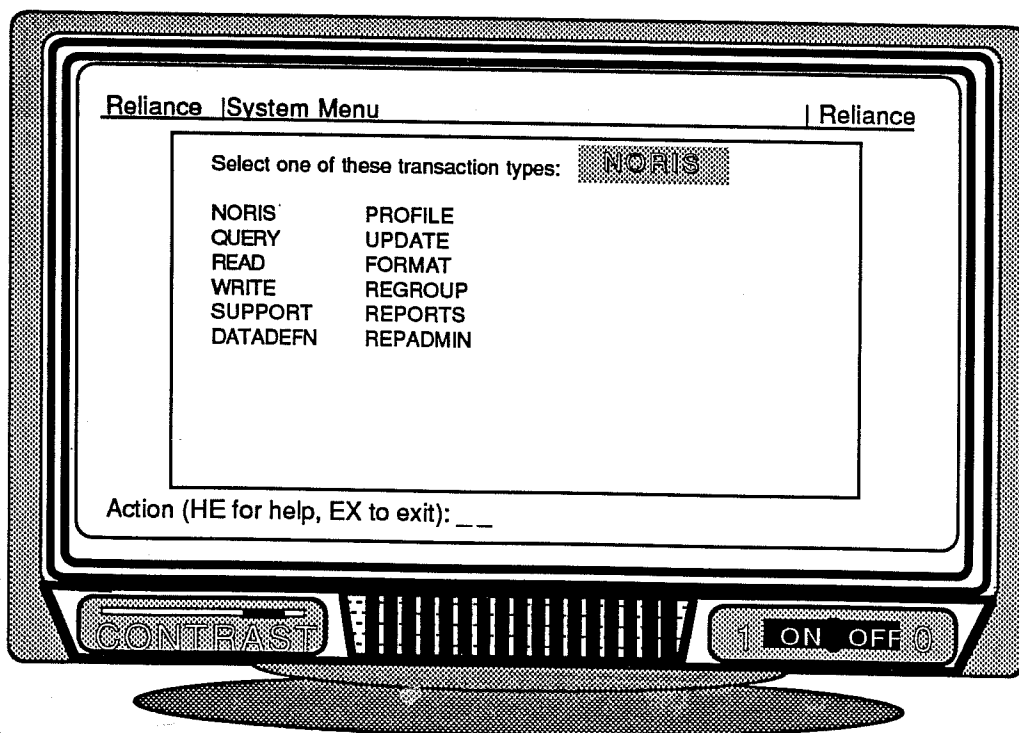 Reliance |System Menu | Reliance
Select one of these transaction types: NORIS
NORIS PROFILE
QUERY UPDATE
READ FORMAT
WRITE REGROUP
SUPPORT REPORTS
DATADEFN REPADMIN
Action (HE for help, EX to exit): _ _
CONTRAST 1 ON OFF 0